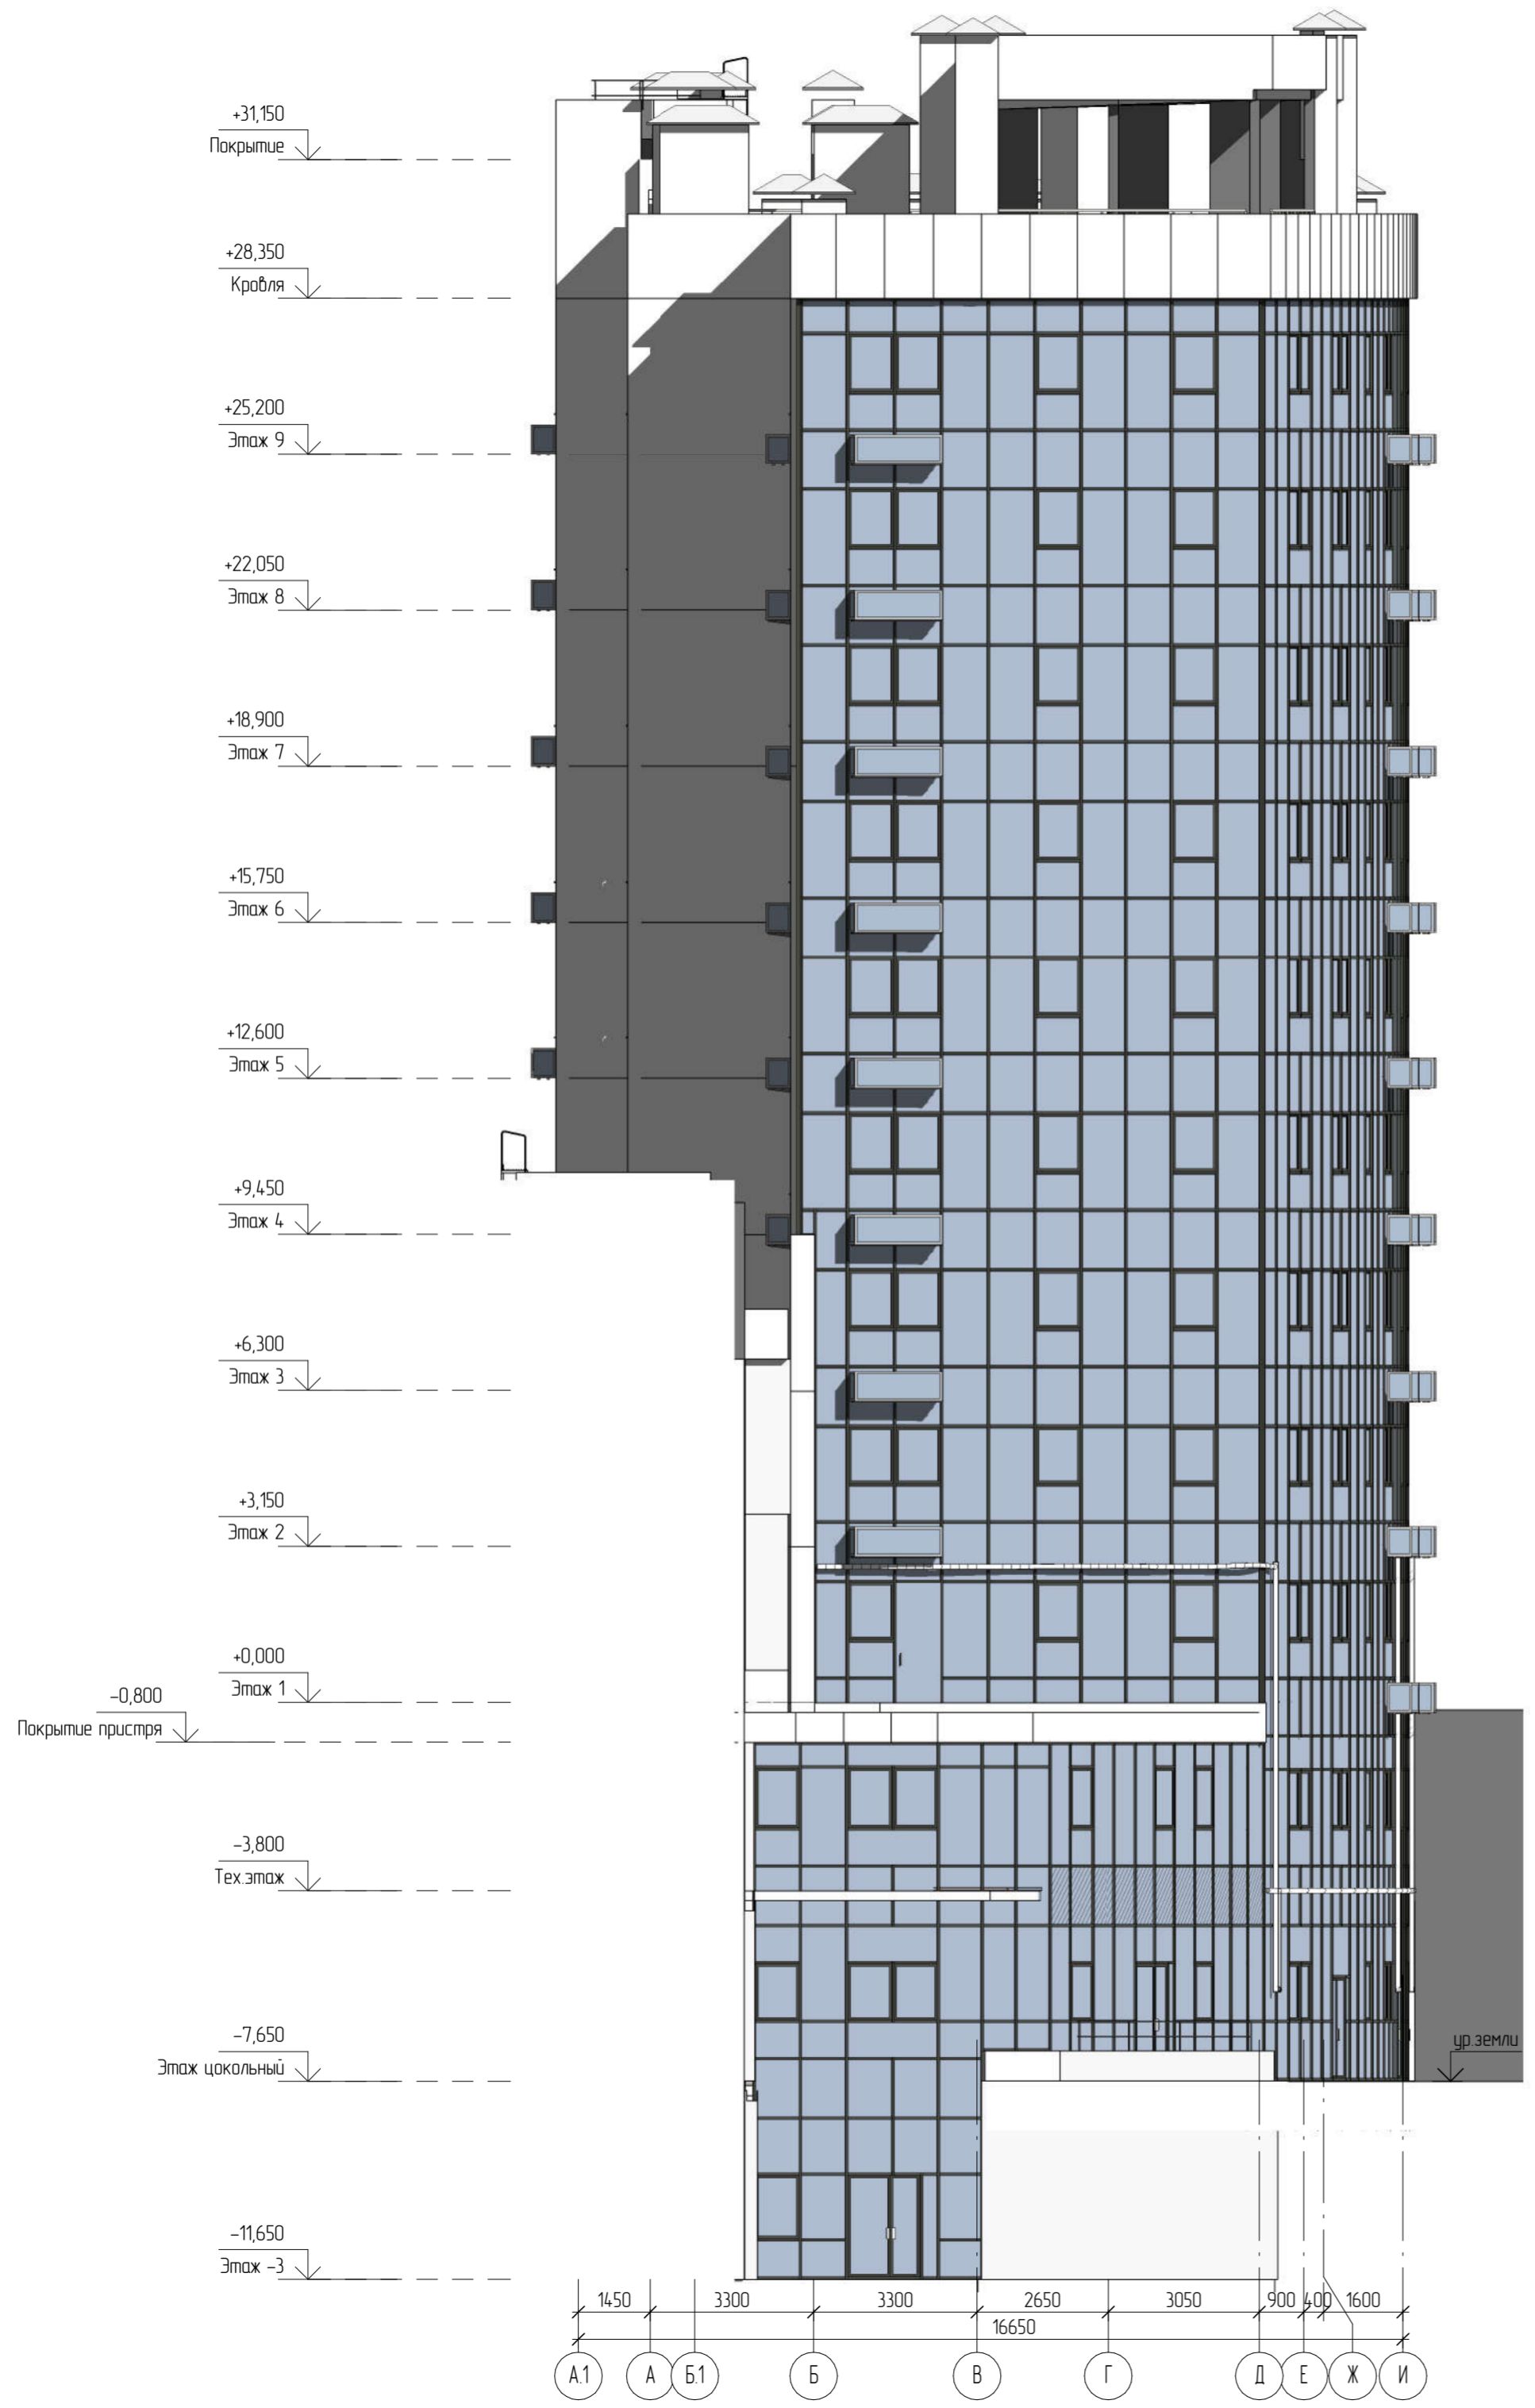 +31,150
Покрытие
+28,350
Кровля
+25,200
Этаж 9
+22,050
Этаж 8
+18,900
Этаж 7
+15,750
Этаж 6
+12,600
Этаж 5
+9,450
Этаж 4
+6,300
Этаж 3
+3,150
Этаж 2
+0,000
Этаж 1
-0,800
Покрытие пристря
-3,800
Тех.этаж
-7,650
Этаж цокольный
ур.земли
-11,650
Этаж -3
1450 3300 3300 2650 3050 900 400 1600
16650
А.1 А Б.1 Б В Г Д Е Ж И